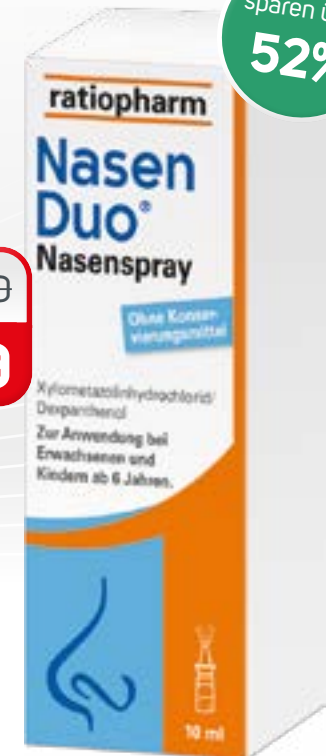 sparen
52%
ratiopharm
Nasen
Duo®
Nasenspray
Ohne Konser-
vierungsmittel
Xylometazolinhydrochlorid/
Dexpanthenol
Zur Anwendung bei
Erwachsenen und
Kindern ab 6 Jahren.
10 ml